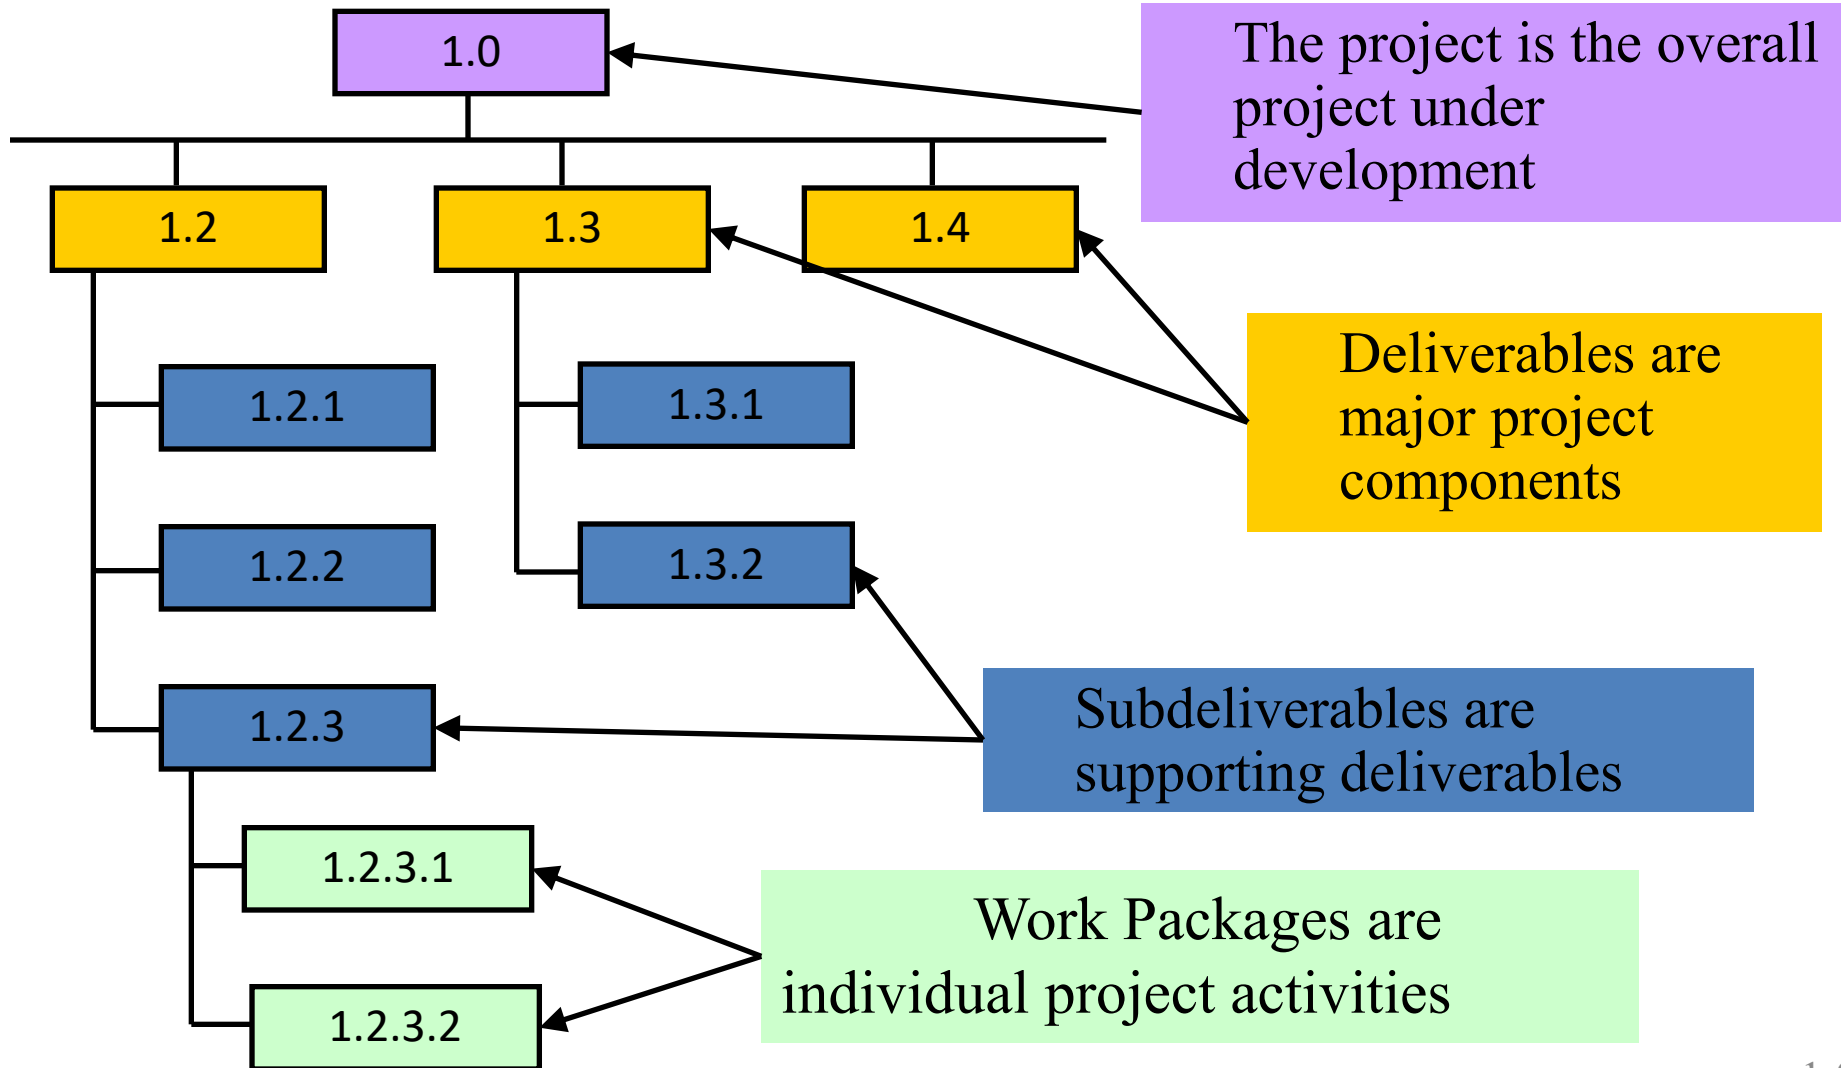 1.0
The project is the overall
project under
development
1.2
1.3
1.4
Deliverables are
major project
components
1.2.1
1.3.1
1.2.2
1.3.2
1.2.3
Subdeliverables are
supporting deliverables
1.2.3.1
Work Packages are
individual project activities
1.2.3.2